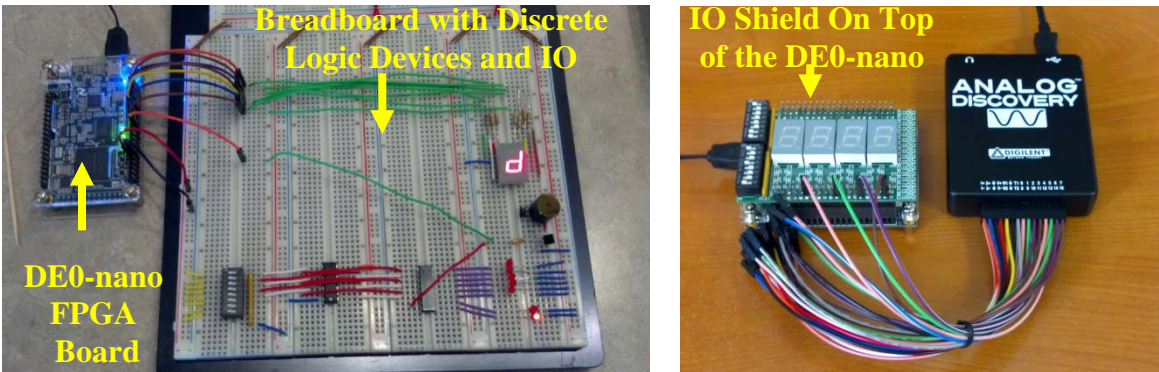 Breadboard with Discrete
Logic Devices and IO
DE0-nano
FPGA
Board
d
IO Shield On Top
of the DE0-nano
ANALOG
DISCOVERY
DIGILENT